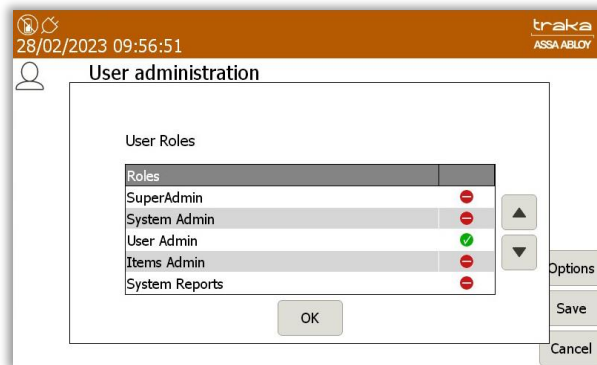 traka
28/02/2023 09:56:51
ASSA ABLOY
User administration
User Roles
Roles
SuperAdmin
System Admin
User Admin
Items Admin
System Reports
OK
Options
Save
Cancel